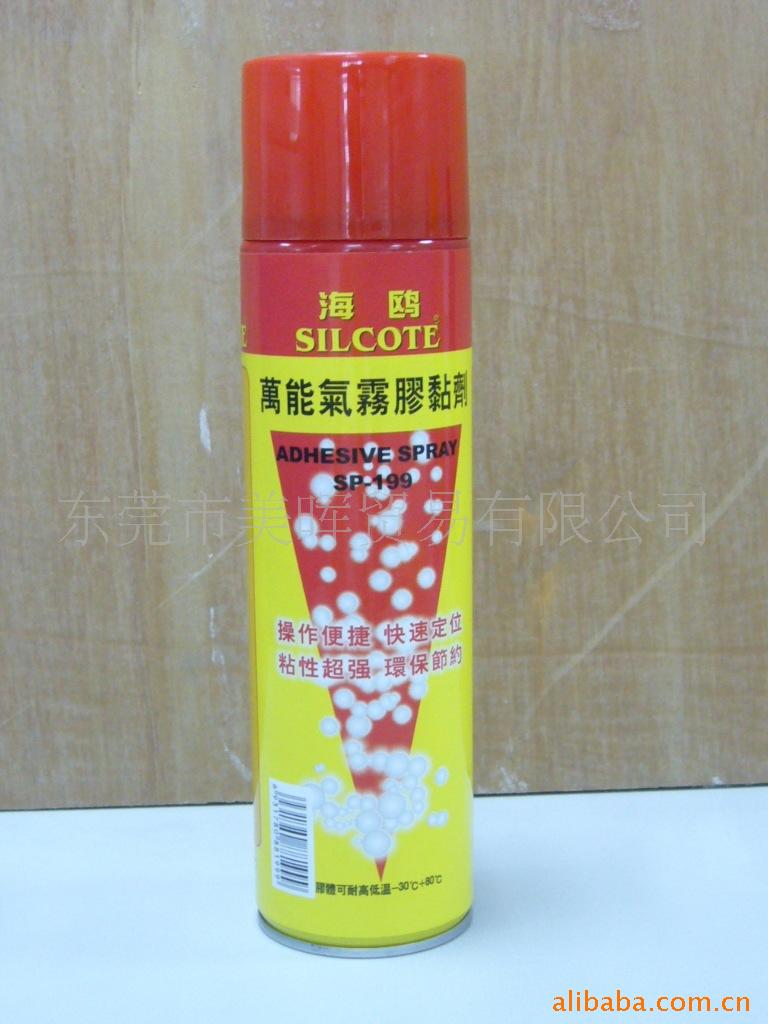 海鸥
SILCOTE
萬能氣霧膠黏劑
ADHESIVE SPRAY
SP-199
东莞市美晖贸易有限公司
操作便捷 快速定位
粘性超强 環保節約
膠體可耐高低溫-30℃÷80℃
alibaba.com.cn